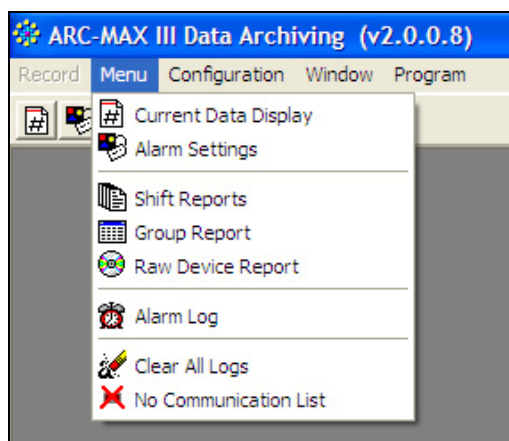 ARC-MAX III Data Archiving (v2.0.0.8)
Record Menu Configuration Window Program
Current Data Display
Alarm Settings
Shift Reports
Group Report
Raw Device Report
Alarm Log
Clear All Logs
No Communication List